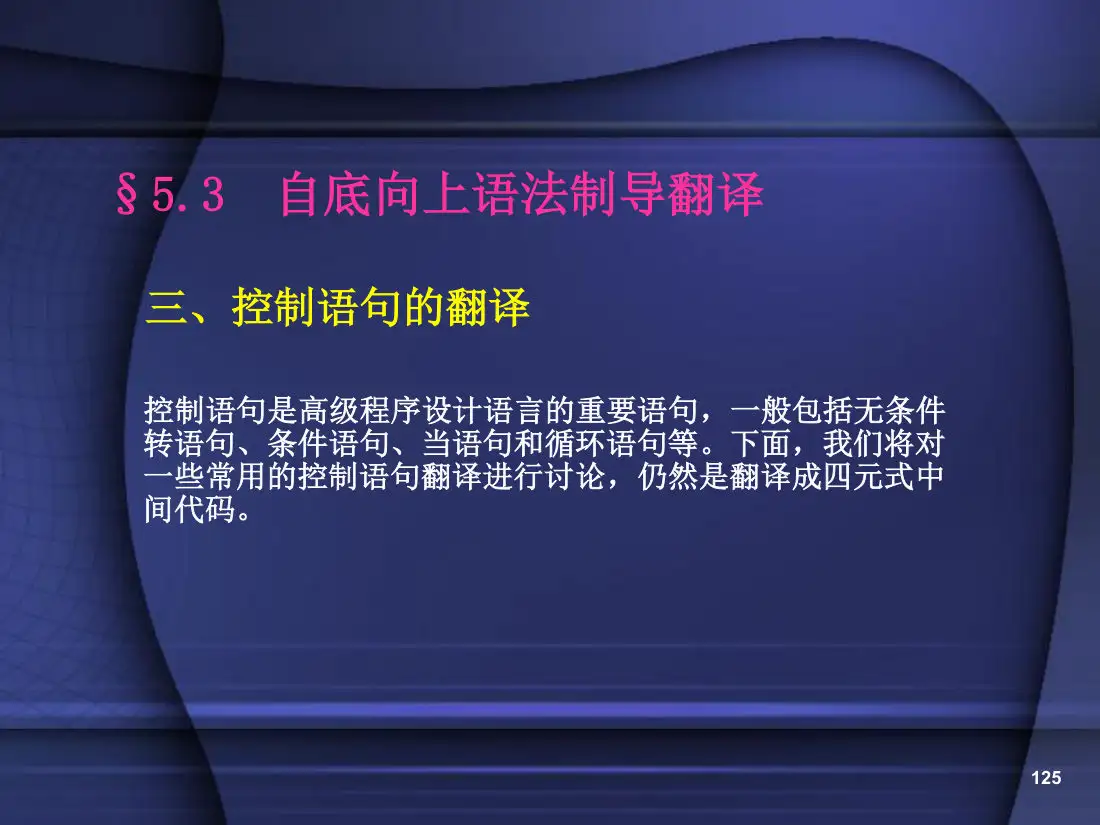 §5.3 自底向上语法制导翻译
三、控制语句的翻译
控制语句是高级程序设计语言的重要语句，一般包括无条件
转语句、条件语句、当语句和循环语句等。下面，我们将对
一些常用的控制语句翻译进行讨论，仍然是翻译成四元式中
间代码。
125